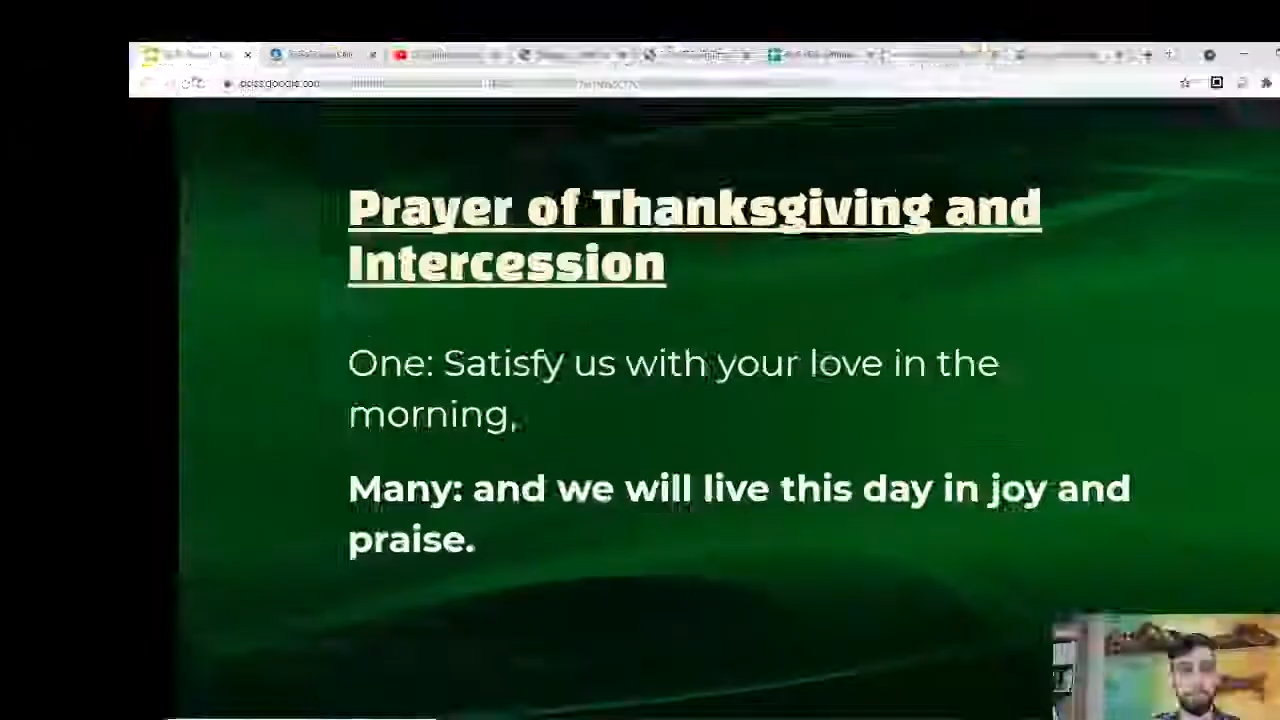 Prayer of Thanksgiving and
Intercession
One: Satisfy us with your love in the
morning,
Many: and we will live this day in joy and
praise.